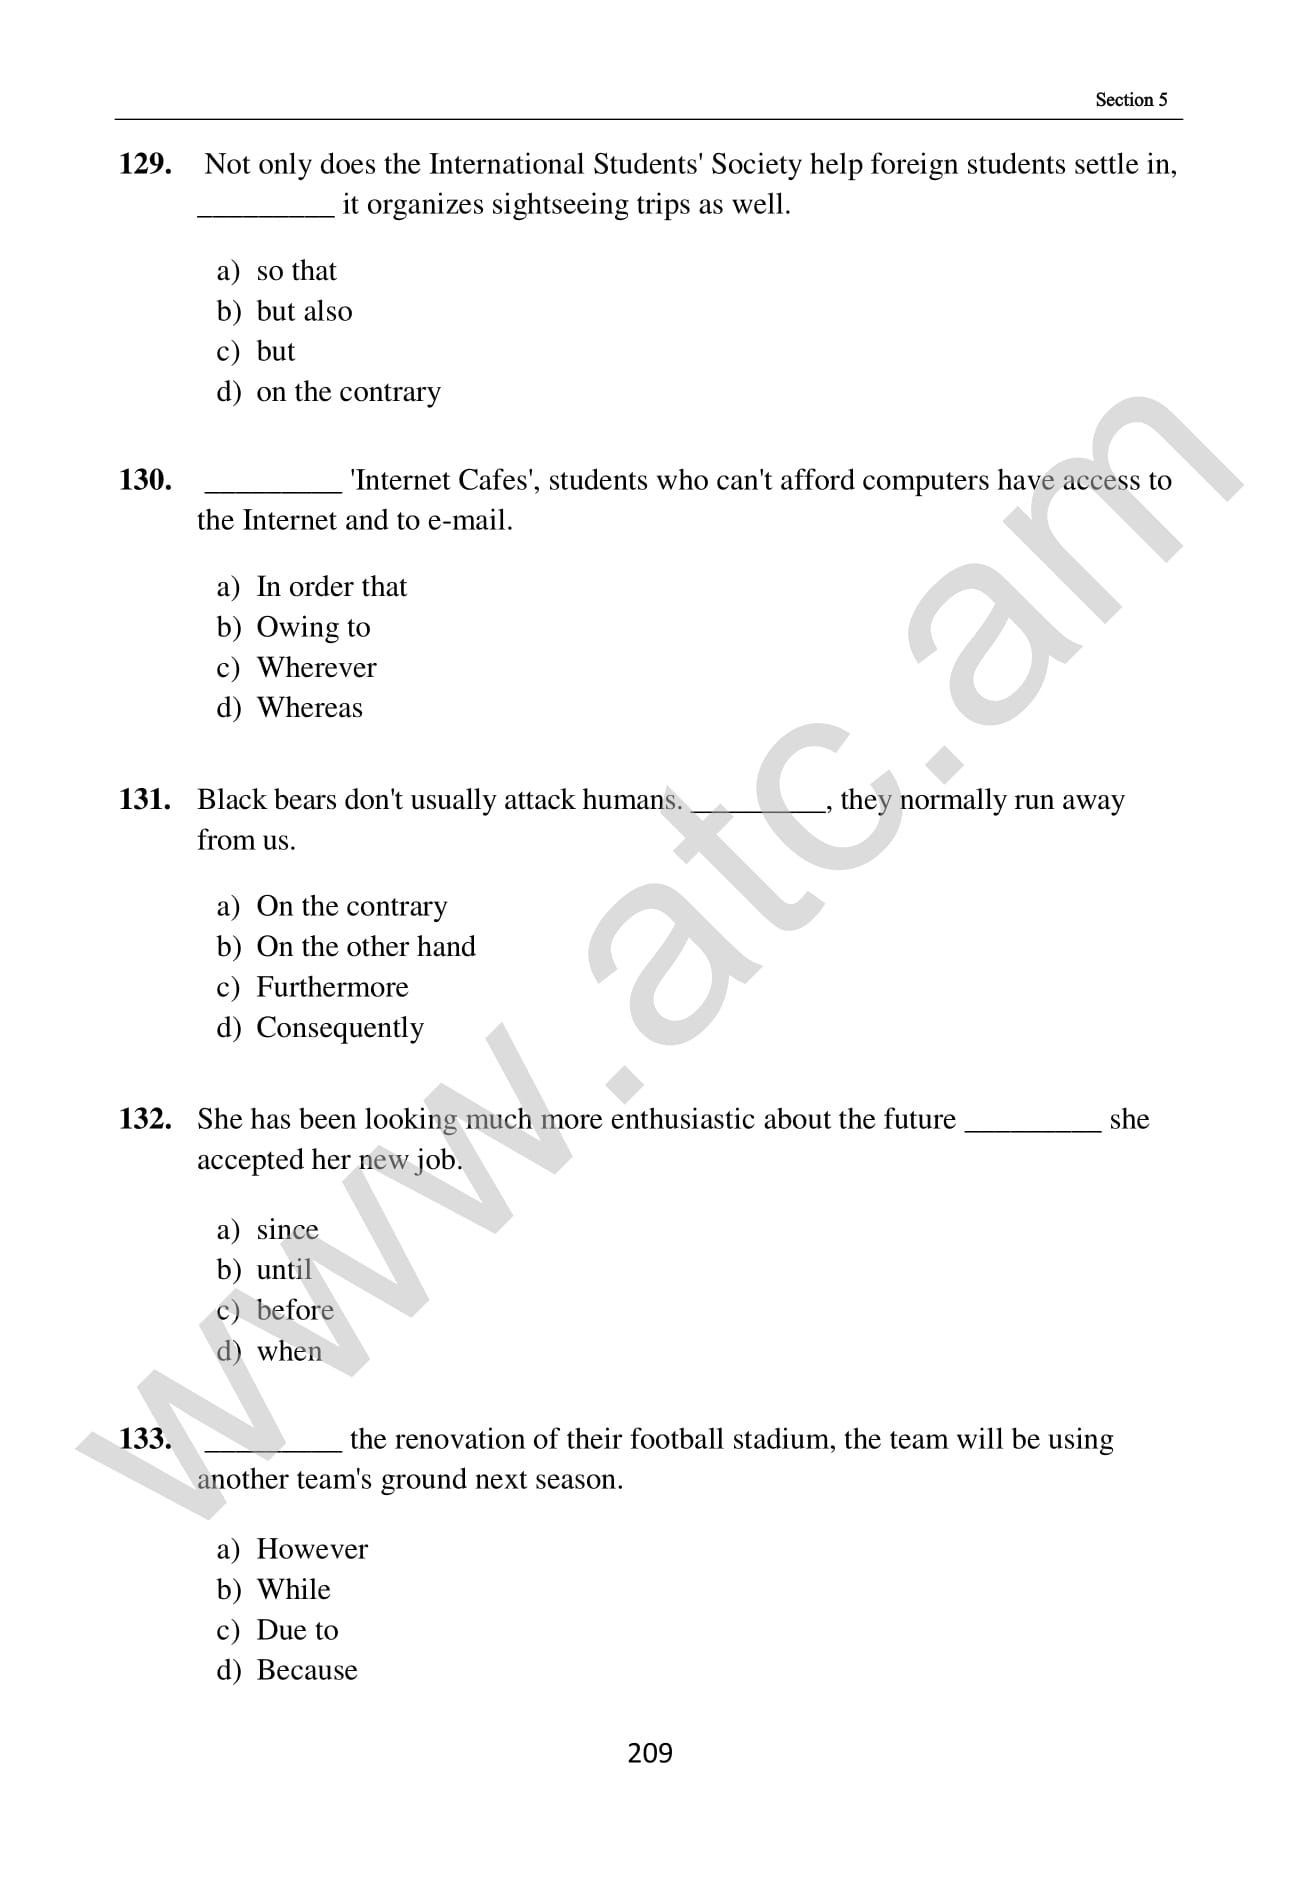 Section 5
129. Not only does the International Students' Society help foreign students settle in,
_________ it organizes sightseeing trips as well.
a) so that
b) but also
c) but
d) on the contrary
130. _________ 'Internet Cafes', students who can't afford computers have access to
the Internet and to e-mail.
a) In order that
b) Owing to
c) Wherever
d) Whereas
131. Black bears don't usually attack humans. _________, they normally run away
from us.
a) On the contrary
b) On the other hand
c) Furthermore
d) Consequently
132. She has been looking much more enthusiastic about the future _________ she
accepted her new job.
a) since
b) until
c) before
d) when
133. _________ the renovation of their football stadium, the team will be using
another team's ground next season.
a) However
b) While
c) Due to
d) Because
209
www.atc.am